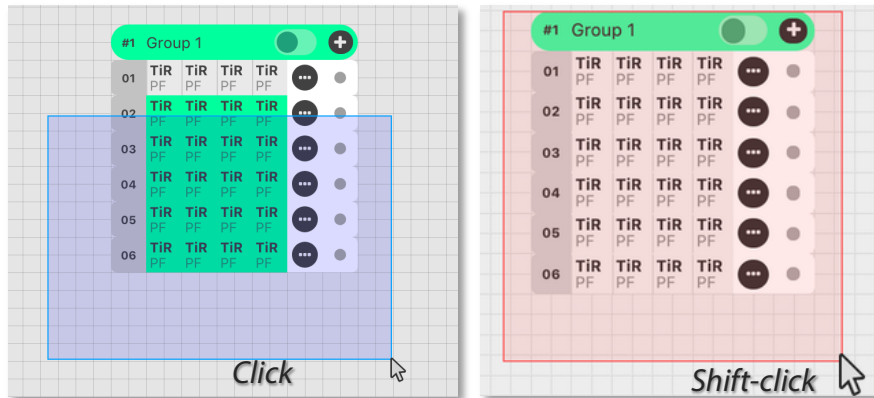 #1 Group 1
01 TiR TiR TiR TiR
PF PF PF PF
02 TiR TiR TiR TiR
PF PF PF PF
03 TiR TiR TiR TiR
PF PF PF PF
04 TiR TiR TiR TiR
PF PF PF PF
05 TiR TiR TiR TiR
PF PF PF PF
06 TiR TiR TiR TiR
PF PF PF PF
Click
#1 Group 1
01 TiR TiR TiR TiR
PF PF PF PF
02 TiR TiR TiR TiR
PF PF PF PF
03 TiR TiR TiR TiR
PF PF PF PF
04 TiR TiR TiR TiR
PF PF PF PF
05 TiR TiR TiR TiR
PF PF PF PF
06 TiR TiR TiR TiR
PF PF PF PF
Shift-click